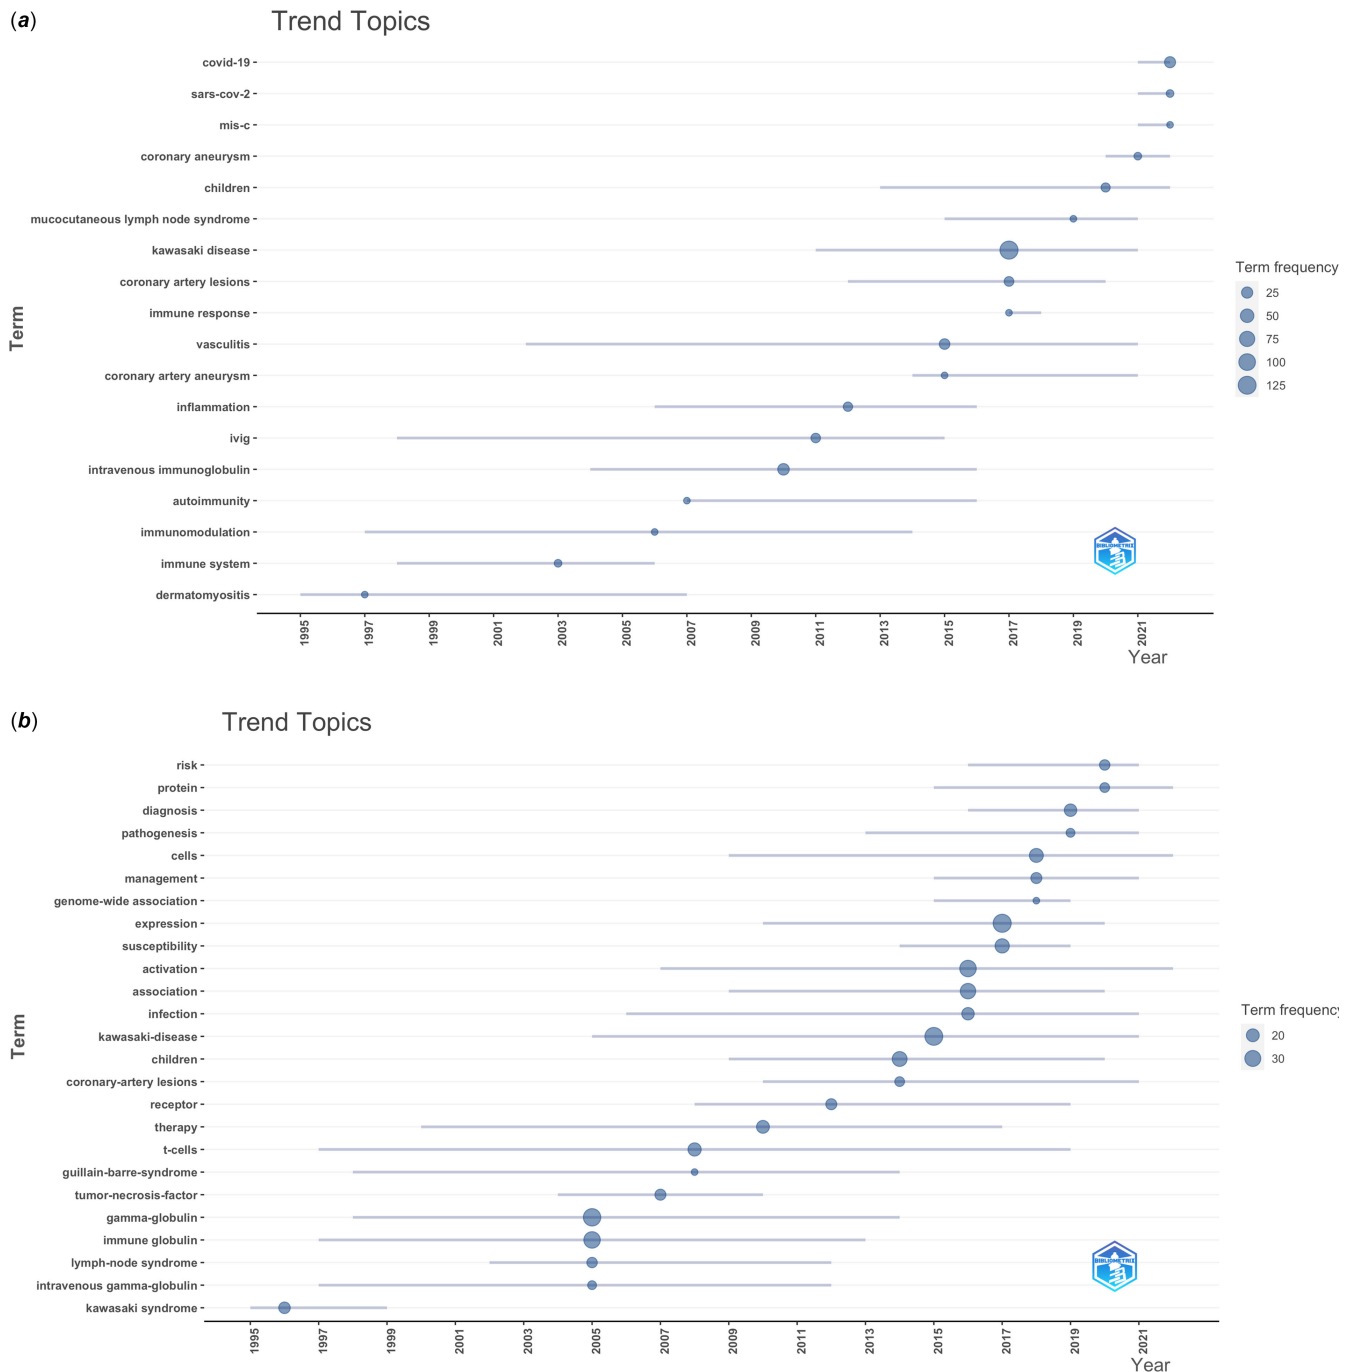 (a)
Trend Topics
covid-19
sars-cov-2
mis-c
coronary aneurysm
children
mucocutaneous lymph node syndrome
kawasaki disease
coronary artery lesions
immune response
vasculitis
coronary artery aneurysm
inflammation
ivig
intravenous immunoglobulin
autoimmunity
immunomodulation
immune system
dermatomyositis
Term
Term frequency
25
50
75
100
125
BIBLIOMETRIX
1995 1997 1999 2001 2003 2005 2007 2009 2011 2013 2015 2017 2019 2021
Year
(b)
Trend Topics
risk
protein
diagnosis
pathogenesis
cells
management
genome-wide association
expression
susceptibility
activation
association
infection
kawasaki-disease
children
coronary-artery lesions
receptor
therapy
t-cells
guillain-barre-syndrome
tumor-necrosis-factor
gamma-globulin
immune globulin
lymph-node syndrome
intravenous gamma-globulin
kawasaki syndrome
Term
Term frequency
20
30
BIBLIOMETRIX
1995 1997 1999 2001 2003 2005 2007 2009 2011 2013 2015 2017 2019 2021
Year